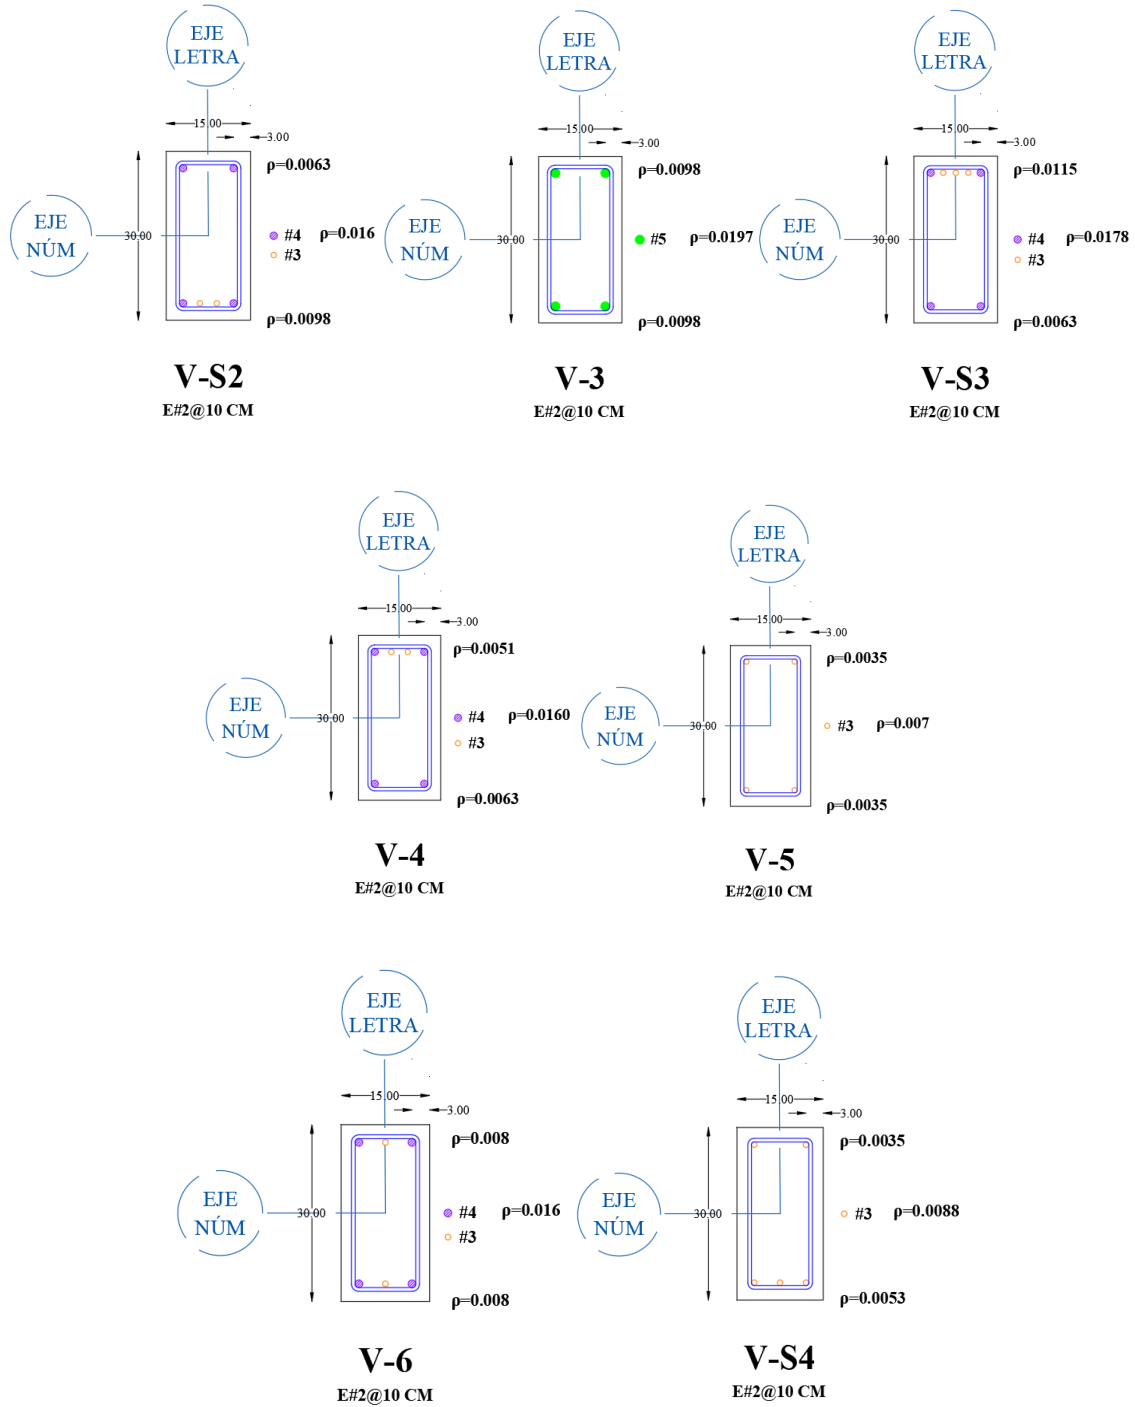 EJE
LETRA
15.00
3.00
ρ=0.0063
EJE
NÚM
30.00
#4
ρ=0.016
#3
ρ=0.0098
V-S2
E#2@10 CM
EJE
LETRA
15.00
3.00
ρ=0.0098
EJE
NÚM
30.00
#5
ρ=0.0197
ρ=0.0098
V-3
E#2@10 CM
EJE
LETRA
15.00
3.00
ρ=0.0115
EJE
NÚM
30.00
#4
ρ=0.0178
#3
ρ=0.0063
V-S3
E#2@10 CM
EJE
LETRA
15.00
3.00
ρ=0.0051
EJE
NÚM
30.00
#4
ρ=0.0160
#3
ρ=0.0063
V-4
E#2@10 CM
EJE
LETRA
15.00
3.00
ρ=0.0035
EJE
NÚM
30.00
#3
ρ=0.007
ρ=0.0035
V-5
E#2@10 CM
EJE
LETRA
15.00
3.00
ρ=0.008
EJE
NÚM
30.00
#4
ρ=0.016
#3
ρ=0.008
V-6
E#2@10 CM
EJE
LETRA
15.00
3.00
ρ=0.0035
EJE
NÚM
30.00
#3
ρ=0.0088
ρ=0.0053
V-S4
E#2@10 CM